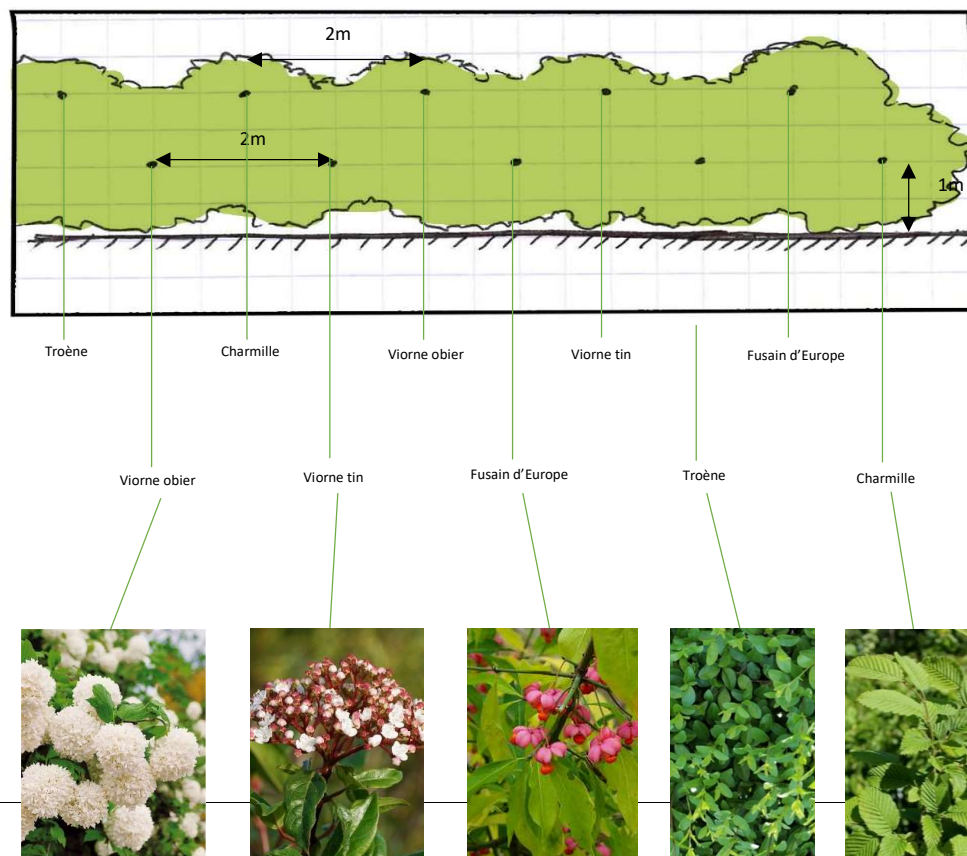 2m
2m
1m
Troène
Charmille
Viorne obier
Viorne tin
Fusain d’Europe
Viorne obier
Viorne tin
Fusain d’Europe
Troène
Charmille